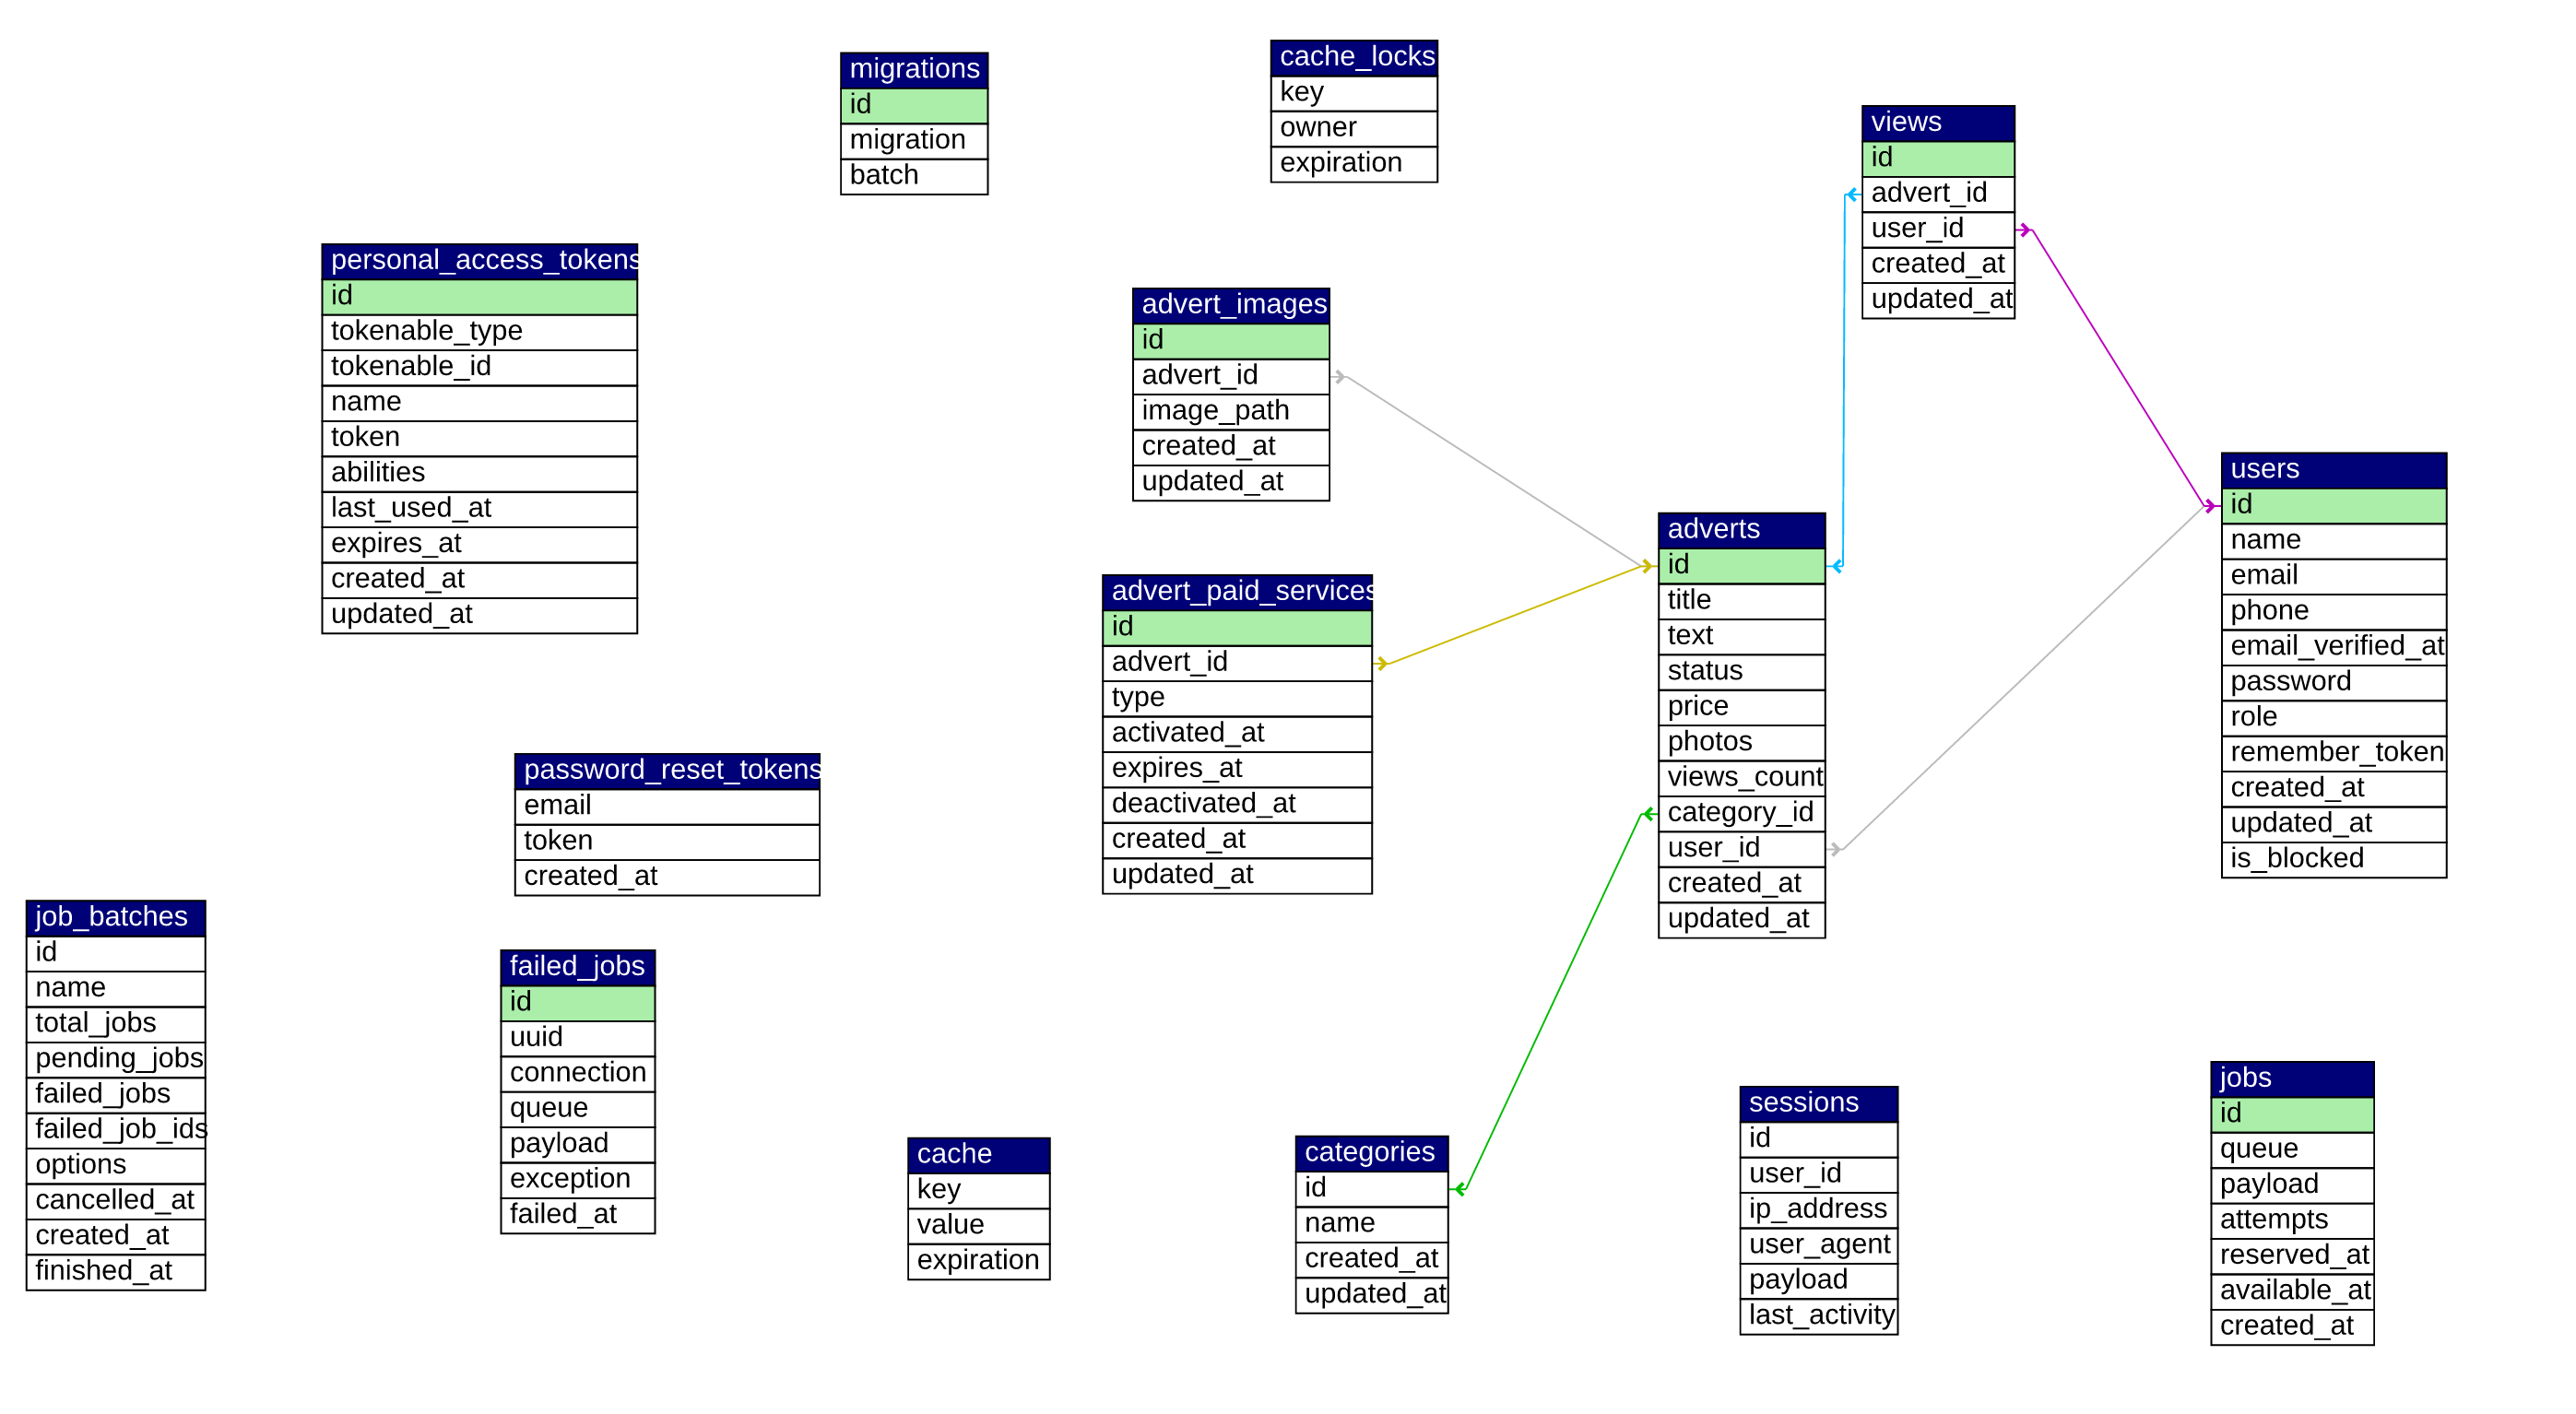 migrations
id
migration
batch
cache_locks
key
owner
expiration
views
id
advert_id
user_id
created_at
updated_at
personal_access_tokens
id
tokenable_type
tokenable_id
name
token
abilities
last_used_at
expires_at
created_at
updated_at
advert_images
id
advert_id
image_path
created_at
updated_at
users
id
name
email
phone
email_verified_at
password
role
remember_token
created_at
updated_at
is_blocked
adverts
id
title
text
status
price
photos
views_count
category_id
user_id
created_at
updated_at
advert_paid_services
id
advert_id
type
activated_at
expires_at
deactivated_at
created_at
updated_at
password_reset_tokens
email
token
created_at
job_batches
id
name
total_jobs
pending_jobs
failed_jobs
failed_job_ids
options
cancelled_at
created_at
finished_at
failed_jobs
id
uuid
connection
queue
payload
exception
failed_at
cache
key
value
expiration
categories
id
name
created_at
updated_at
sessions
id
user_id
ip_address
user_agent
payload
last_activity
jobs
id
queue
payload
attempts
reserved_at
available_at
created_at